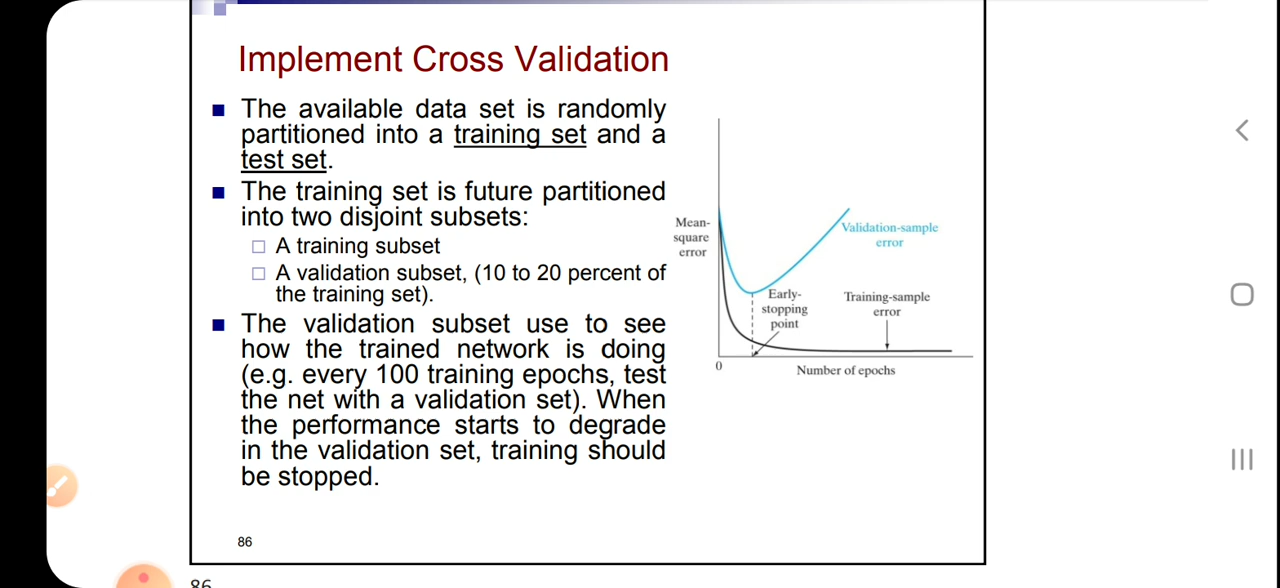 Implement Cross Validation
The available data set is randomly
partitioned into a training set and a
test set.
The training set is future partitioned
into two disjoint subsets:
A training subset
A validation subset, (10 to 20 percent of
the training set).
The validation subset use to see
how the trained network is doing
(e.g. every 100 training epochs, test
the net with a validation set). When
the performance starts to degrade
in the validation set, training should
be stopped.
Mean-
square
error
Validation-sample
error
Early-
stopping
point
Training-sample
error
0
Number of epochs
86
86